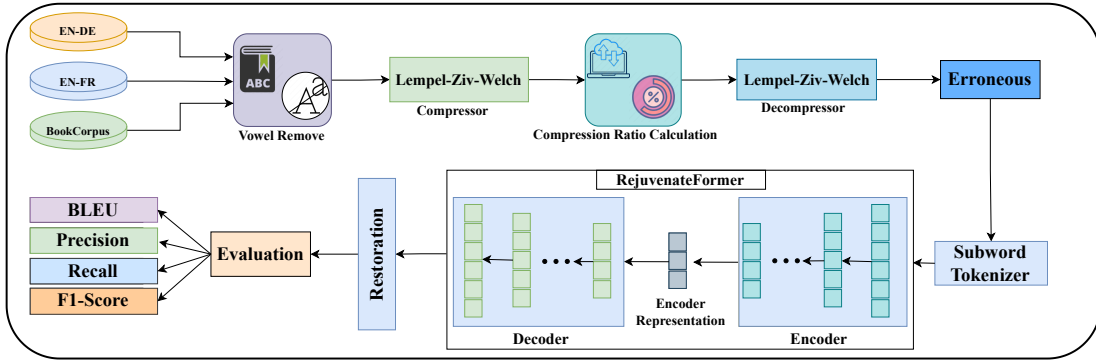 EN-DE
EN-FR
BookCorpus
ABC
A a
Vowel Remove
Lempel-Ziv-Welch
Compressor
%
Compression Ratio Calculation
Lempel-Ziv-Welch
Decompressor
Erroneous
Subword
Tokenizer
RejuvenateFormer
Encoder
Encoder
Representation
Decoder
Restoration
Evaluation
BLEU
Precision
Recall
F1-Score